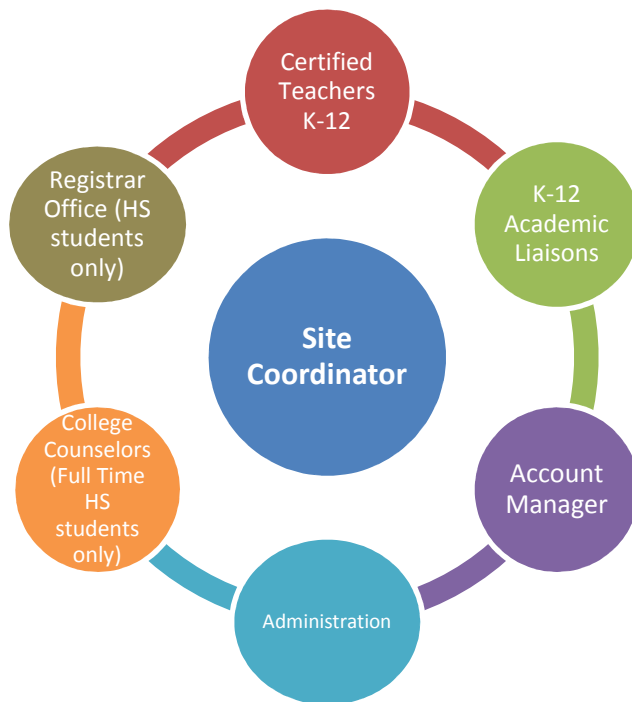 Certified
Teachers
K-12
K-12
Academic
Liaisons
Account
Manager
Administration
College
Counselors
(Full Time
HS
students
only)
Registrar
Office (HS
students
only)
Site
Coordinator